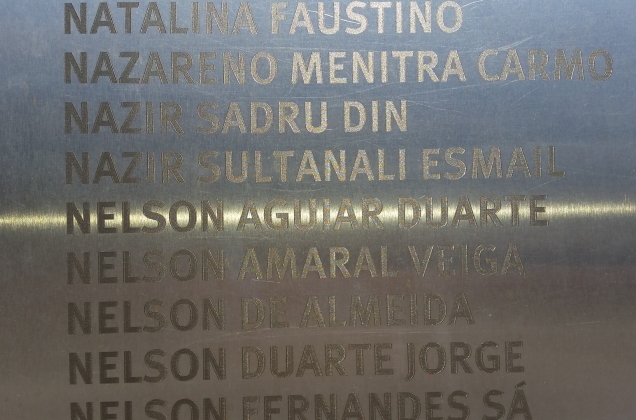 NATALINA FAUSTINO
NAZARENO MENITRA CARMO
NAZIR SADRU DIN
NAZIR SULTANALI ESMAIL
NELSON AGUIAR DUARTE
NELSON AMARAL VEIGA
NELSON DE ALMEIDA
NELSON DUARTE JORGE
NELSON FERNANDES SÁ